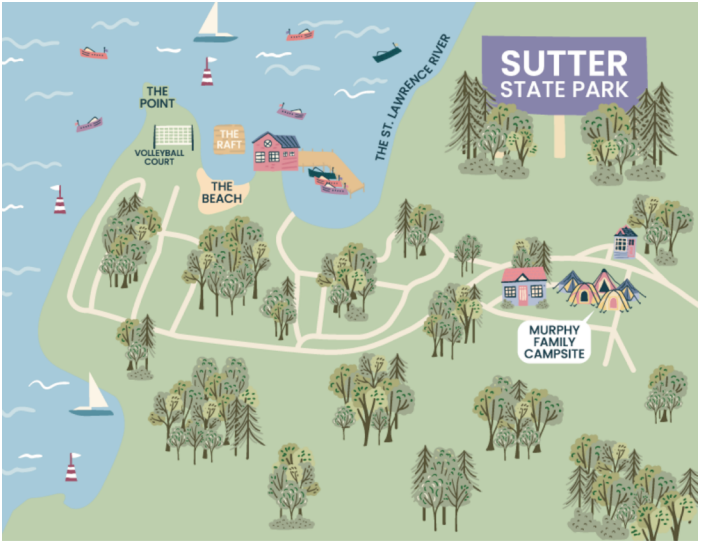 SUTTER
STATE PARK
THE ST. LAWRENCE RIVER
THE
POINT
VOLLEYBALL
COURT
THE
RAFT
THE
BEACH
MURPHY
FAMILY
CAMPSITE